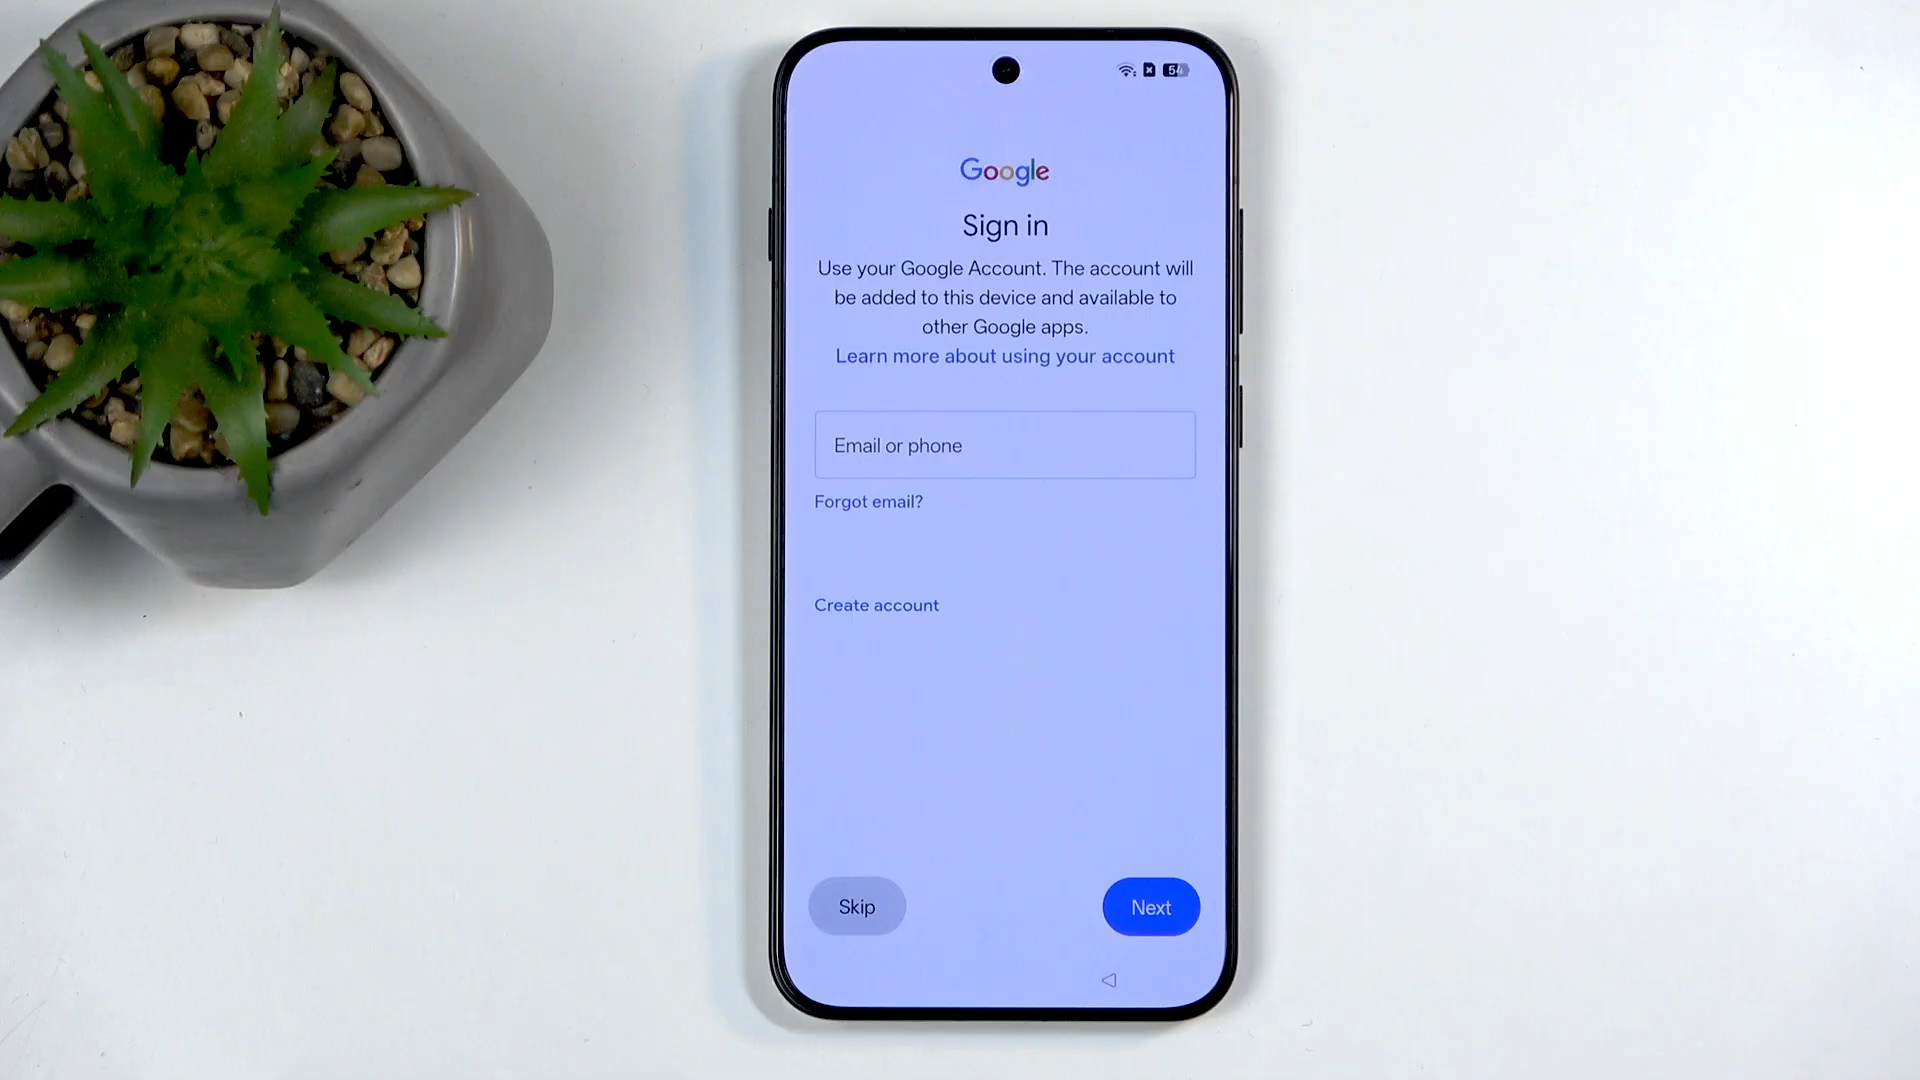 Google
Sign in
Use your Google Account. The account will
be added to this device and available to
other Google apps.
Learn more about using your account
Email or phone
Forgot email?
Create account
Skip
Next